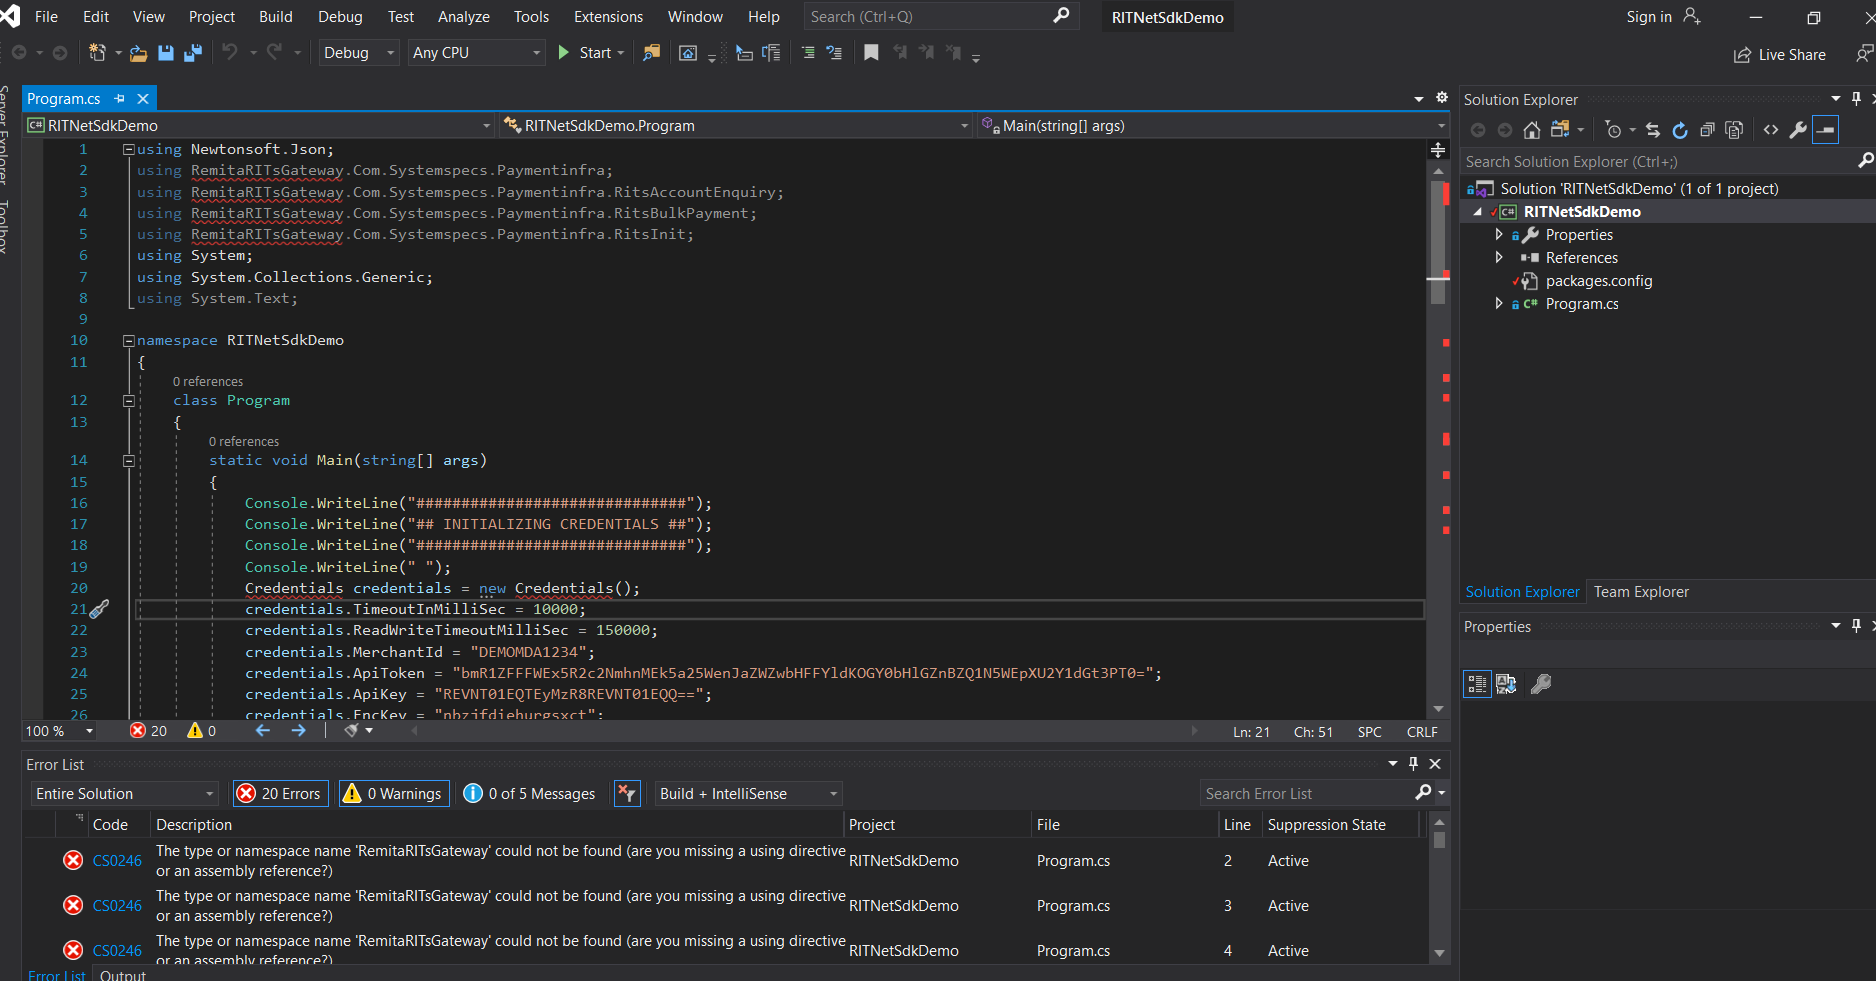 File Edit View Project Build Debug Test Analyze Tools Extensions Window Help Search (Ctrl+Q) RITNetSdkDemo Sign in
Debug Any CPU Start Live Share
Server Explorer Toolbox
Program.cs
RITNetSdkDemo RITNetSdkDemo.Program Main(string[] args)
1 using Newtonsoft.Json;
2 using RemitaRITsGateway.Com.Systemspecs.Paymentinfra;
3 using RemitaRITsGateway.Com.Systemspecs.Paymentinfra.RitsAccountEnquiry;
4 using RemitaRITsGateway.Com.Systemspecs.Paymentinfra.RitsBulkPayment;
5 using RemitaRITsGateway.Com.Systemspecs.Paymentinfra.RitsInit;
6 using System;
7 using System.Collections.Generic;
8 using System.Text;
9
10 namespace RITNetSdkDemo
11 {
0 references
12 class Program
13 {
0 references
14 static void Main(string[] args)
15 {
16 Console.WriteLine("##############################");
17 Console.WriteLine("## INITIALIZING CREDENTIALS ##");
18 Console.WriteLine("##############################");
19 Console.WriteLine(" ");
20 Credentials credentials = new Credentials();
21 credentials.TimeoutInMilliSec = 10000;
22 credentials.ReadWriteTimeoutMilliSec = 150000;
23 credentials.MerchantId = "DEMOMDA1234";
24 credentials.ApiToken = "bmR1ZFFFWEx5R2c2NmhnMEk5a25WenJaZWZwbHFFYldKOGY0bHlGZnBZQ1N5WEpXU2Y1dGt3PT0=";
25 credentials.ApiKey = "REVNT01EQTEyMzR8REVNT01EQQ==";
26 credentials.EncKey = "nbzjfdiehurgsxct";
100 % 20 0 Ln: 21 Ch: 51 SPC CRLF
Error List
Entire Solution 20 Errors 0 Warnings 0 of 5 Messages Build + IntelliSense Search Error List
Code Description Project File Line Suppression State
CS0246 The type or namespace name 'RemitaRITsGateway' could not be found (are you missing a using directive or an assembly reference?) RITNetSdkDemo Program.cs 2 Active
CS0246 The type or namespace name 'RemitaRITsGateway' could not be found (are you missing a using directive or an assembly reference?) RITNetSdkDemo Program.cs 3 Active
CS0246 The type or namespace name 'RemitaRITsGateway' could not be found (are you missing a using directive or an assembly reference?) RITNetSdkDemo Program.cs 4 Active
Error List Output
Solution Explorer
Search Solution Explorer (Ctrl+;)
Solution 'RITNetSdkDemo' (1 of 1 project)
C# RITNetSdkDemo
Properties
References
packages.config
C# Program.cs
Solution Explorer Team Explorer
Properties